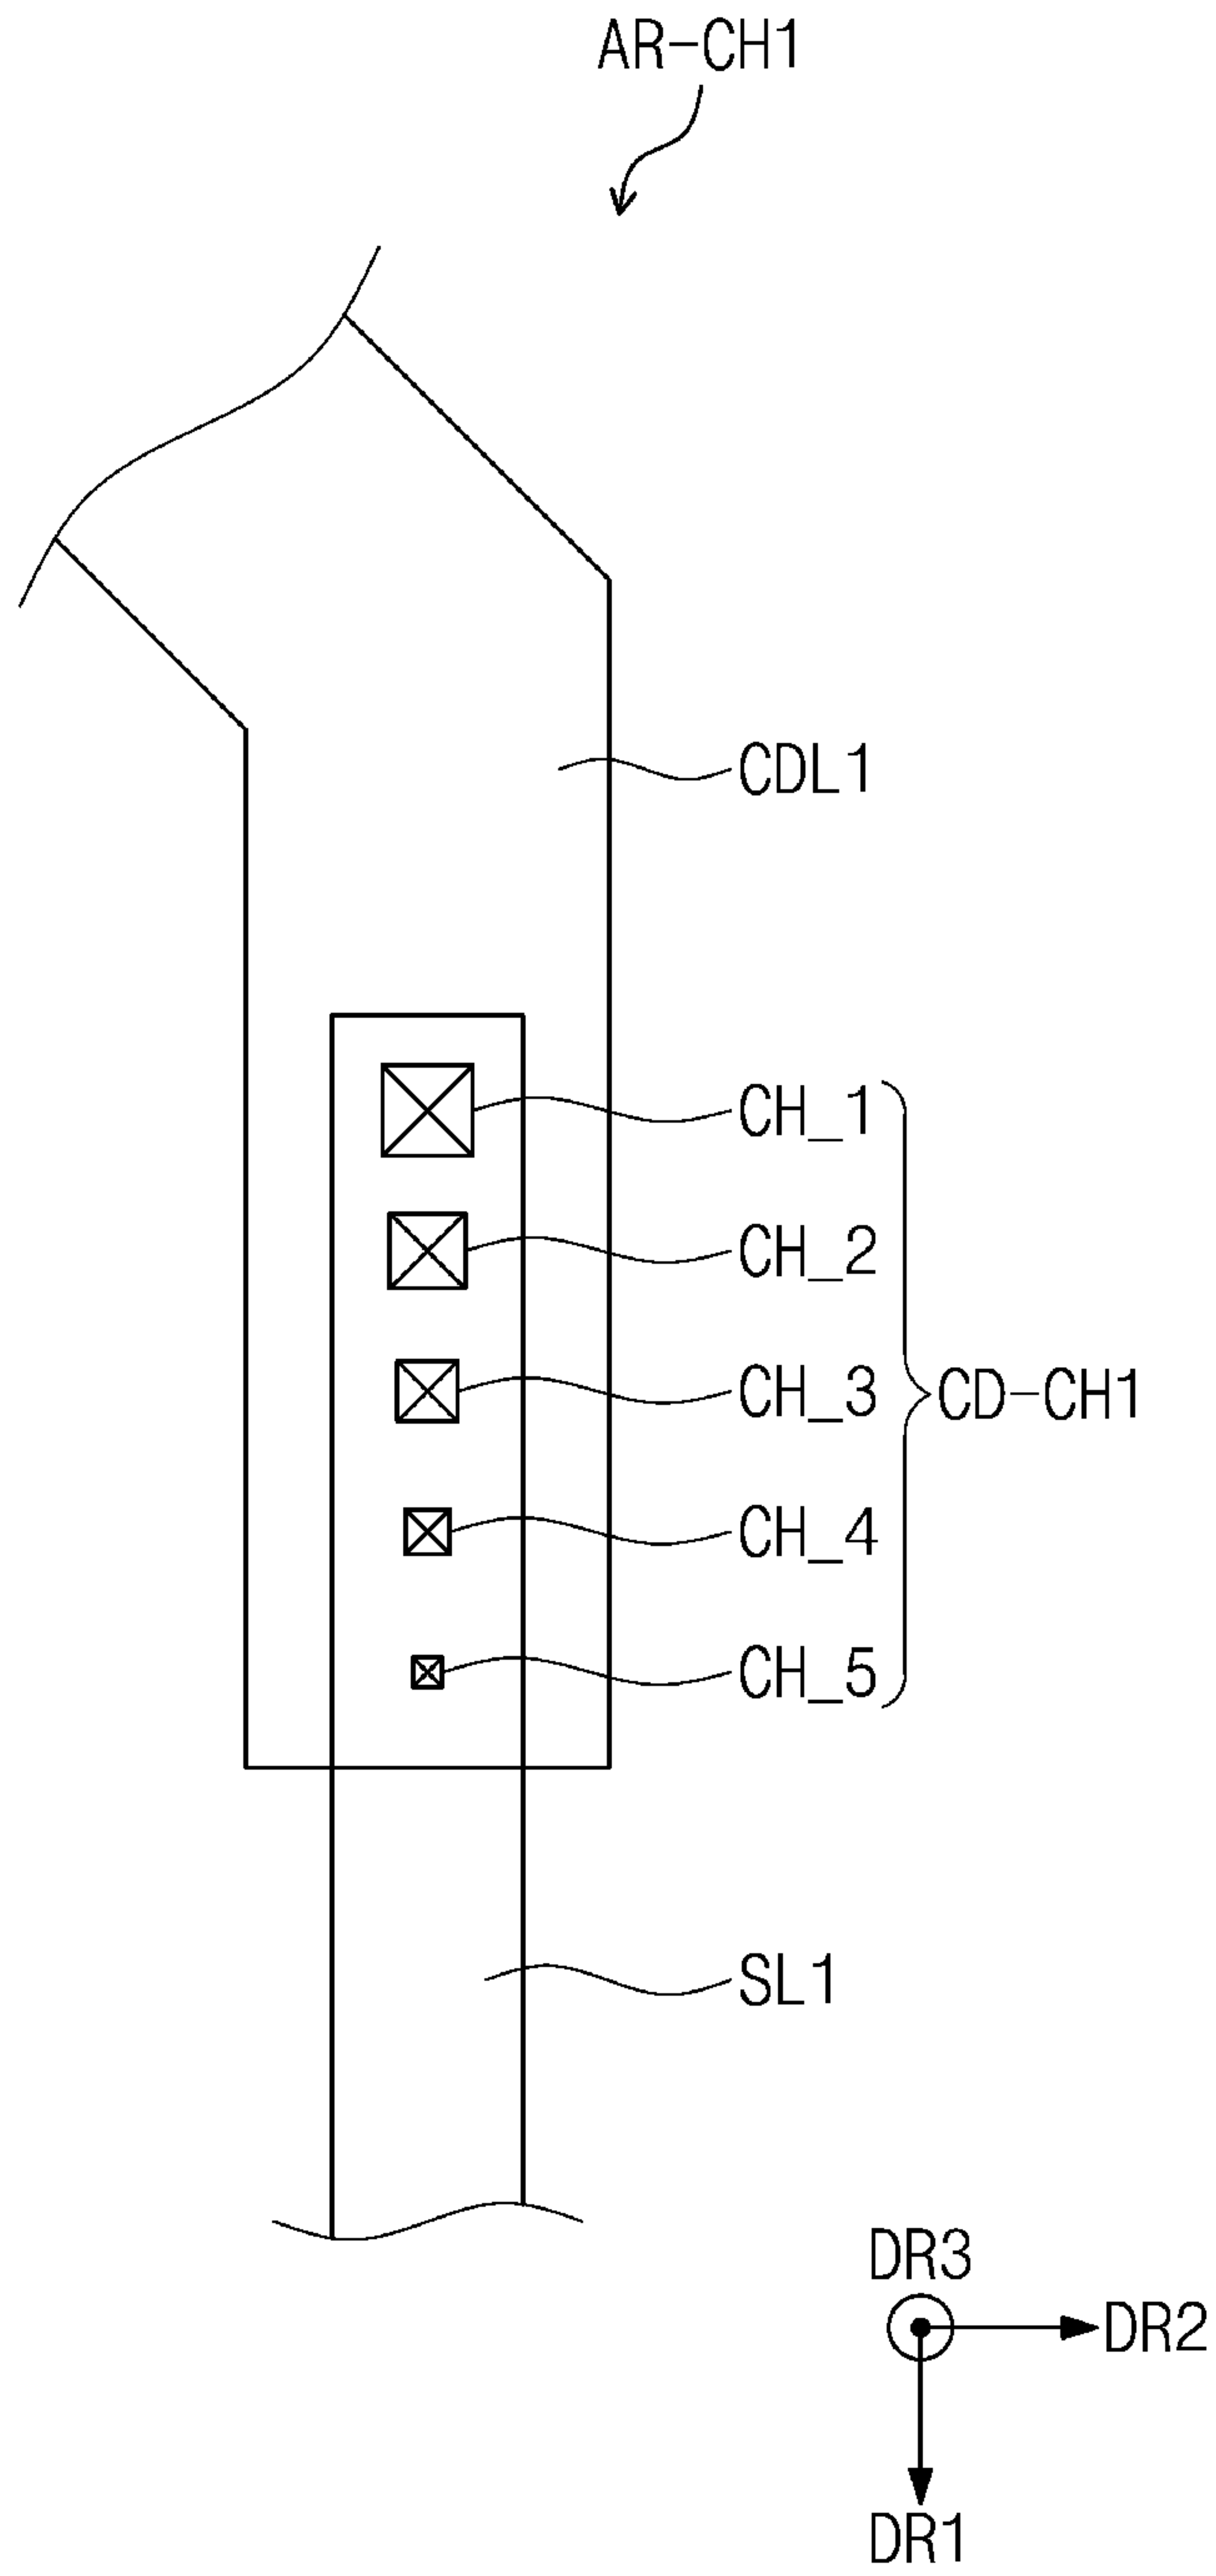 AR-CH1
CDL1
CH_1
CH_2
CH_3
CD-CH1
CH_4
CH_5
SL1
DR3
DR2
DR1